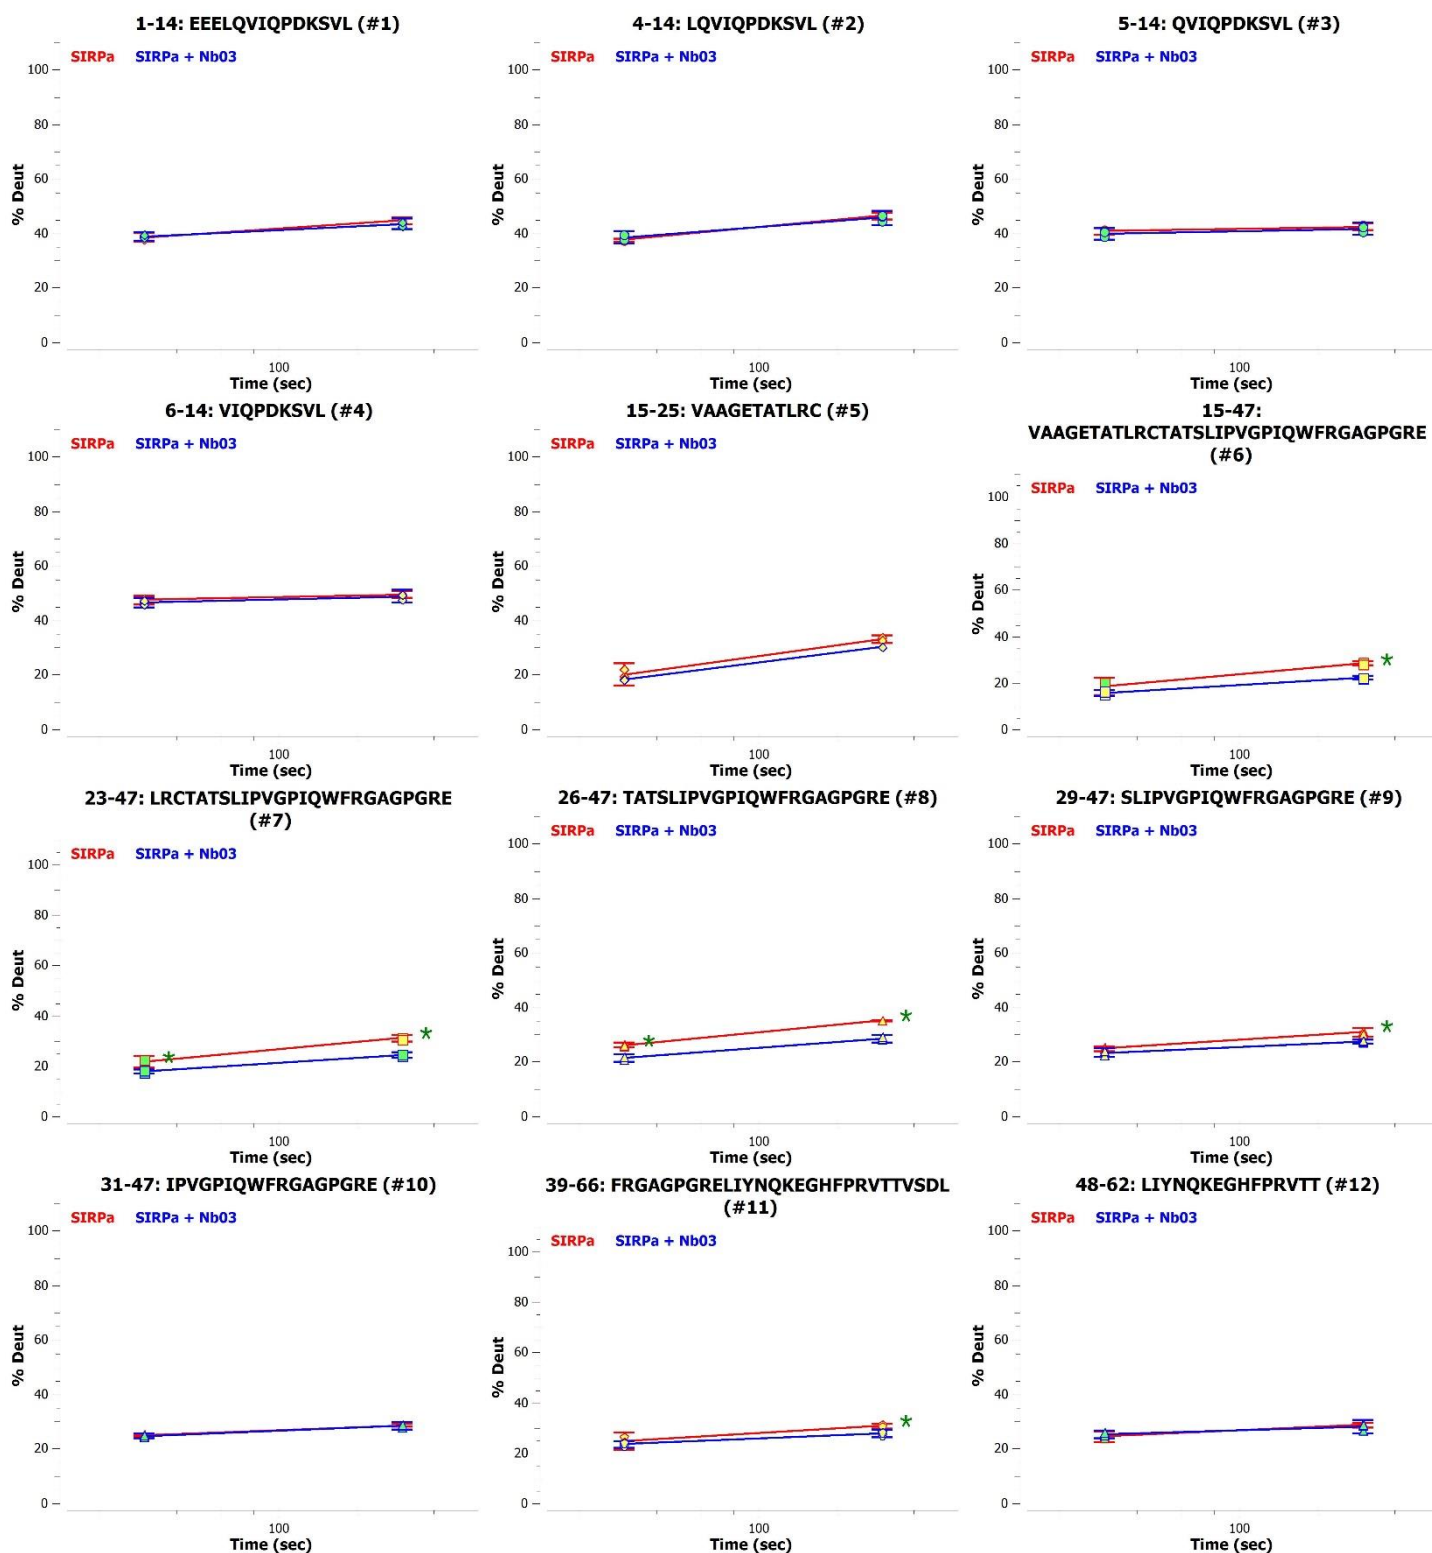 1-14: EEELQVIQPDKSVL (#1)
SIRPa SIRPa + Nb03
100
80
60
40
20
0
% Deut
100
Time (sec)
4-14: LQVIQPDKSVL (#2)
SIRPa SIRPa + Nb03
100
80
60
40
20
0
% Deut
100
Time (sec)
5-14: QVIQPDKSVL (#3)
SIRPa SIRPa + Nb03
100
80
60
40
20
0
% Deut
100
Time (sec)
6-14: VIQPDKSVL (#4)
SIRPa SIRPa + Nb03
100
80
60
40
20
0
% Deut
100
Time (sec)
15-25: VAAGETATLRC (#5)
SIRPa SIRPa + Nb03
100
80
60
40
20
0
% Deut
100
Time (sec)
15-47:
VAAGETATLRCTATSLIPVGPIQWFRGAGPGRE
(#6)
SIRPa SIRPa + Nb03
100
80
60
40
20
0
% Deut
*
100
Time (sec)
23-47: LRCTATSLIPVGPIQWFRGAGPGRE
(#7)
SIRPa SIRPa + Nb03
100
80
60
40
20
0
% Deut
* *
100
Time (sec)
26-47: TATSLIPVGPIQWFRGAGPGRE (#8)
SIRPa SIRPa + Nb03
100
80
60
40
20
0
% Deut
* *
100
Time (sec)
29-47: SLIPVGPIQWFRGAGPGRE (#9)
SIRPa SIRPa + Nb03
100
80
60
40
20
0
% Deut
*
100
Time (sec)
31-47: IPVGPIQWFRGAGPGRE (#10)
SIRPa SIRPa + Nb03
100
80
60
40
20
0
% Deut
100
Time (sec)
39-66: FRGAGPGRELIYNQKEGHFPRVTTVSDL
(#11)
SIRPa SIRPa + Nb03
100
80
60
40
20
0
% Deut
*
100
Time (sec)
48-62: LIYNQKEGHFPRVTT (#12)
SIRPa SIRPa + Nb03
100
80
60
40
20
0
% Deut
100
Time (sec)